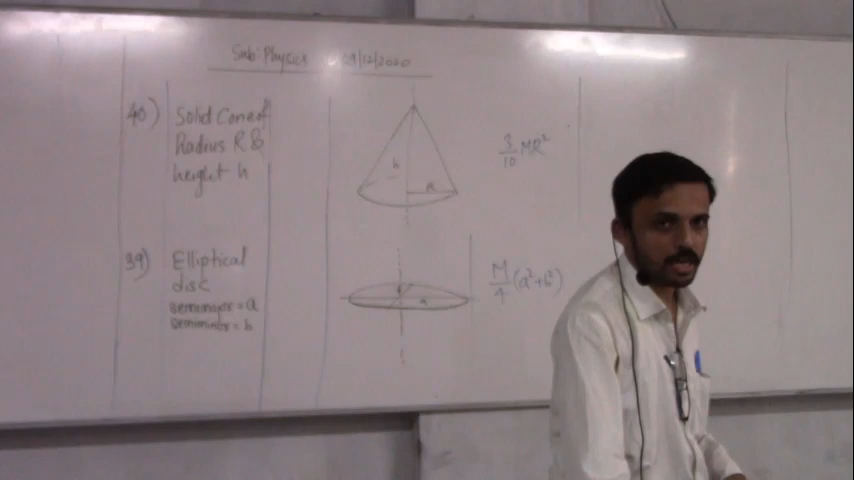 Sub: Physics 09/12/2020
40) Solid Cone of
Radius R &
height h
h
R
3/10 MR²
39) Elliptical
disc
semimajor = a
semiminor = b
b
a
M/4 (a²+b²)